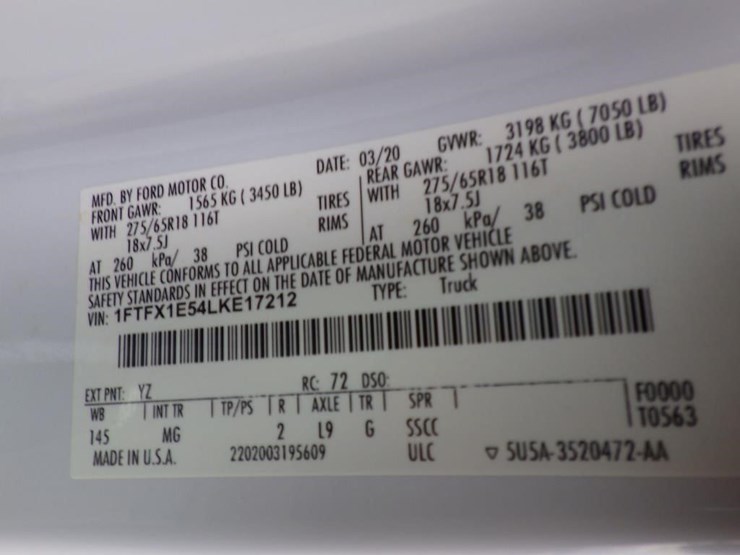 MFD. BY FORD MOTOR CO. DATE: 03/20 GVWR: 3198 KG ( 7050 LB)
FRONT GAWR: 1565 KG ( 3450 LB) REAR GAWR: 1724 KG ( 3800 LB)
WITH 275/65R18 116T TIRES WITH 275/65R18 116T TIRES
18x7.5J RIMS 18x7.5J RIMS
AT 260 kPa/ 38 PSI COLD AT 260 kPa/ 38 PSI COLD
THIS VEHICLE CONFORMS TO ALL APPLICABLE FEDERAL MOTOR VEHICLE
SAFETY STANDARDS IN EFFECT ON THE DATE OF MANUFACTURE SHOWN ABOVE.
VIN: 1FTFX1E54LKE17212 TYPE: Truck
EXT PNT: YZ RC: 72 DSO:
WB INT TR TP/PS R AXLE TR SPR F0000
145 MG 2 L9 G SSCC T0563
MADE IN U.S.A. 2202003195609 ULC ▽ 5U5A-3520472-AA